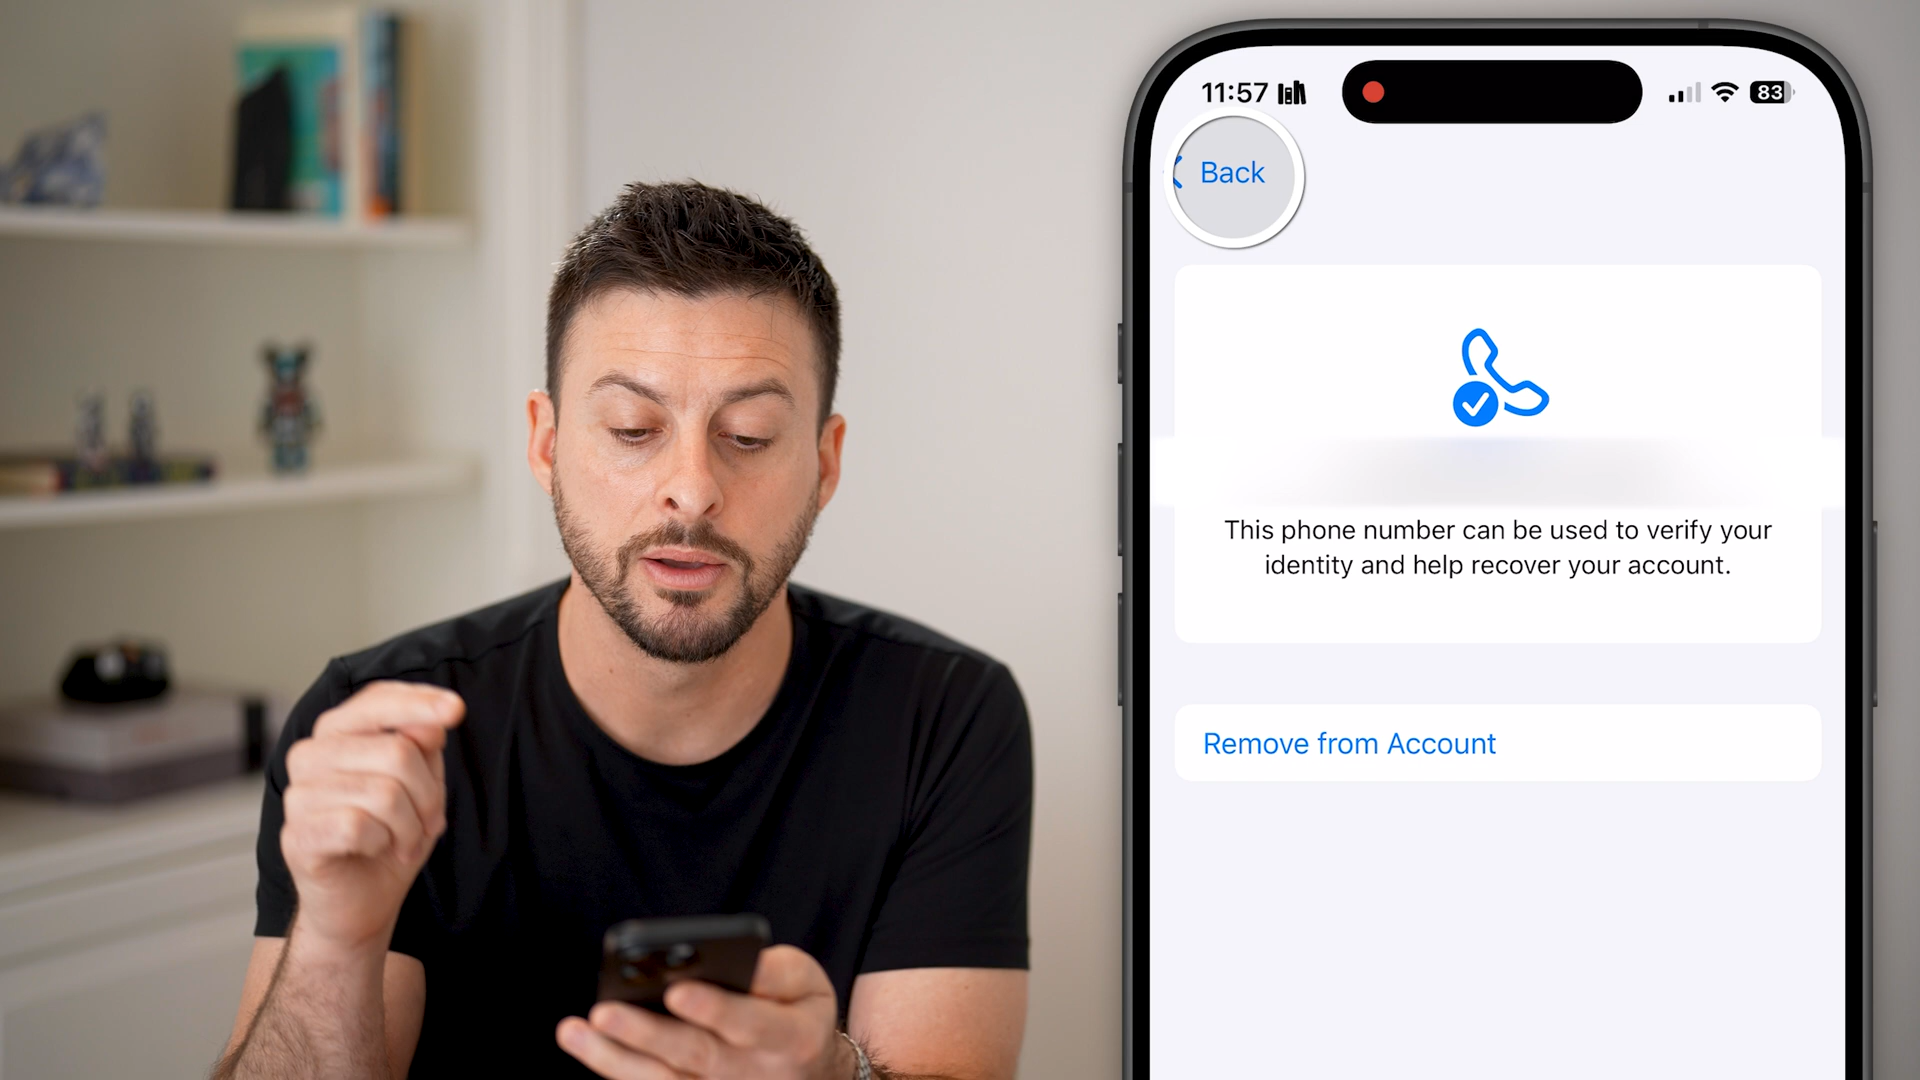 11:57
83
Back
This phone number can be used to verify your
identity and help recover your account.
Remove from Account